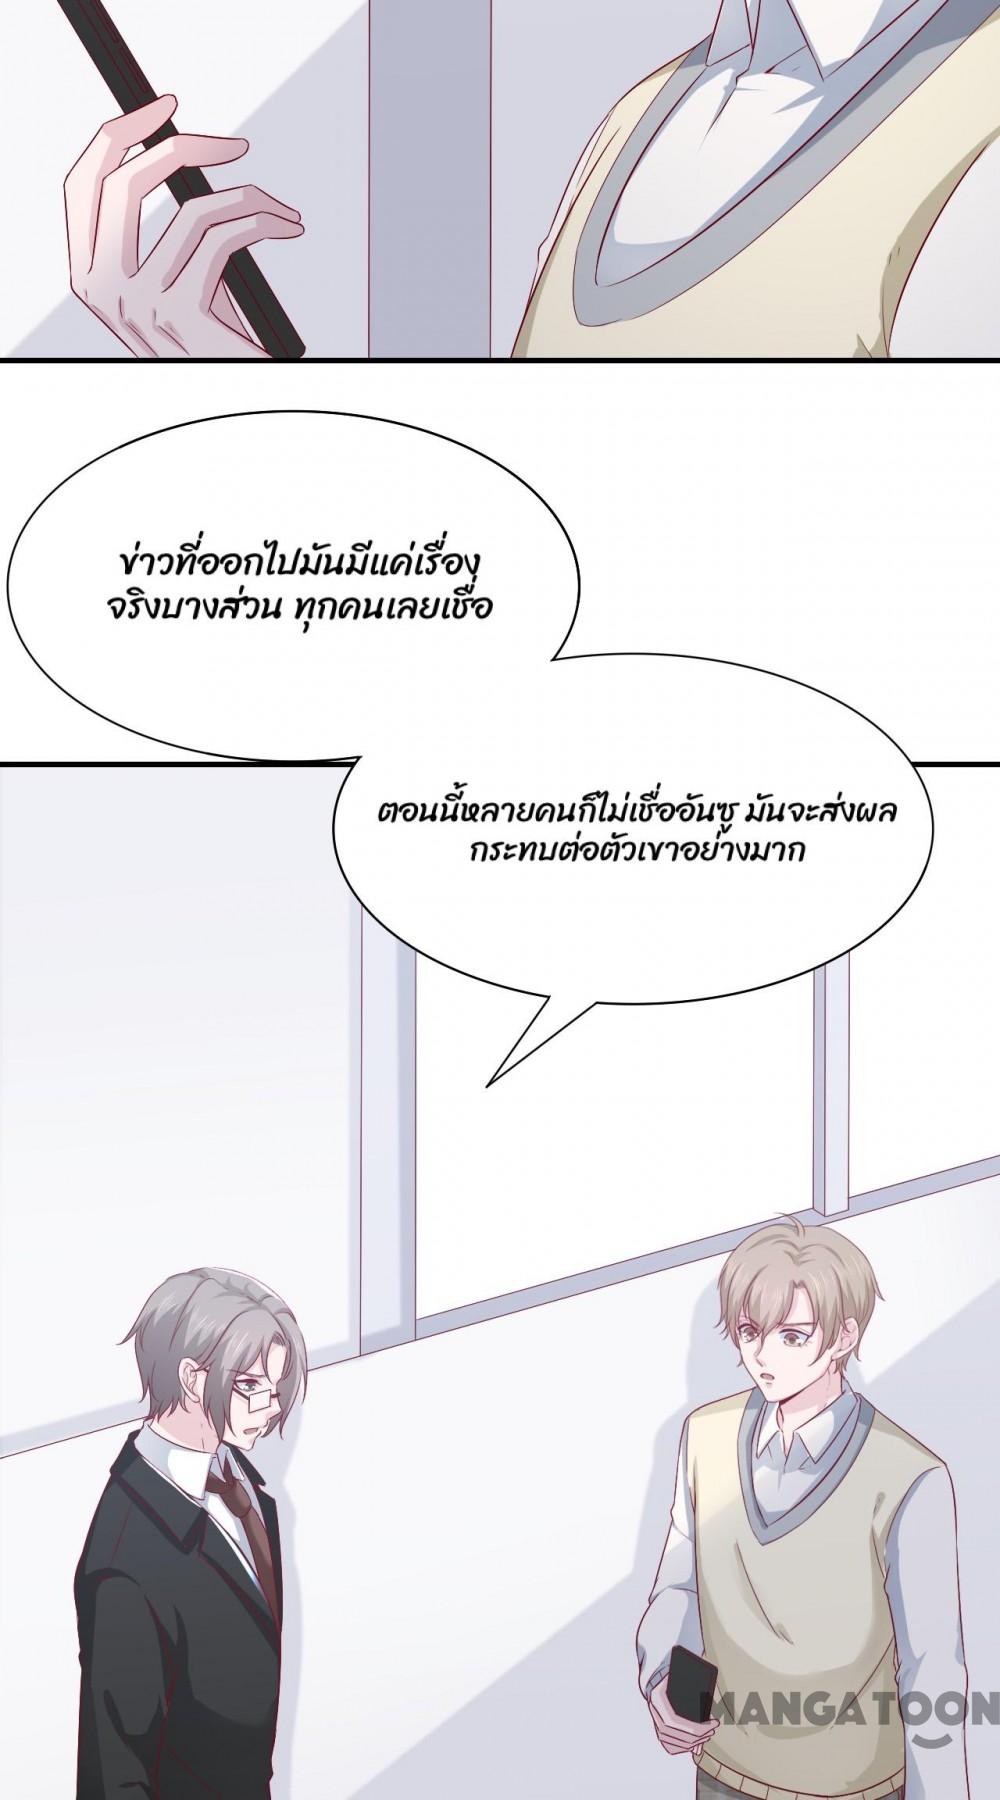 ข่าวที่ออกไปมันมีแค่เรื่อง
จริงบางส่วน ทุกคนเลยเชื่อ
ตอนนี้หลายคนก็ไม่เชื่ออันซู มันจะส่งผล
กระทบต่อตัวเขาอย่างมาก
MANGATOON